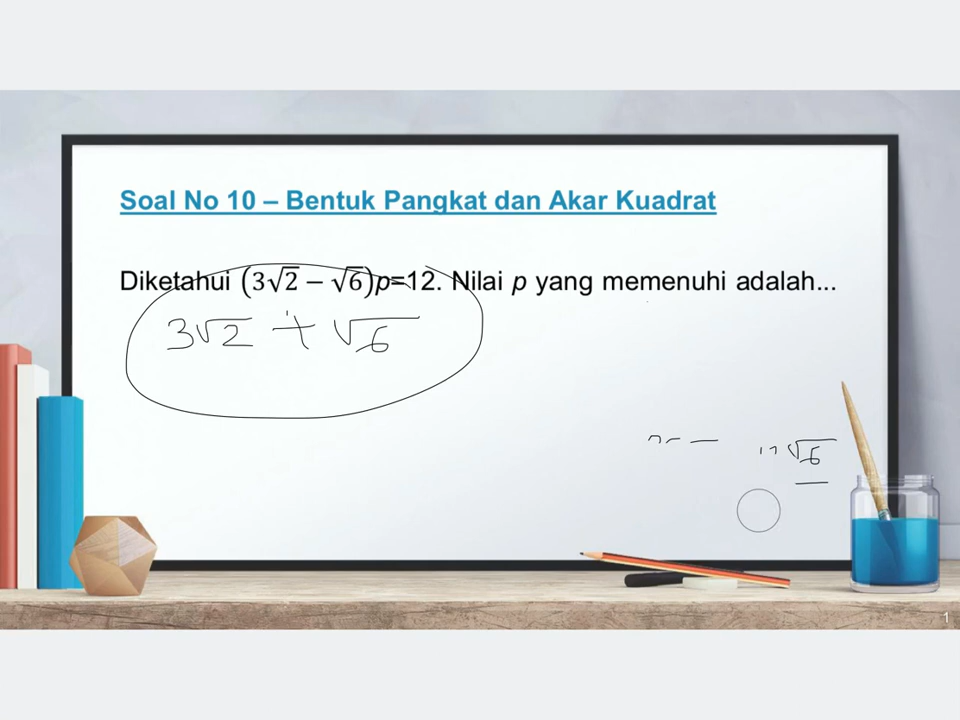 Soal No 10 – Bentuk Pangkat dan Akar Kuadrat
Diketahui (3√2 − √6)p=12. Nilai p yang memenuhi adalah...
3√2 + √6
√6
1